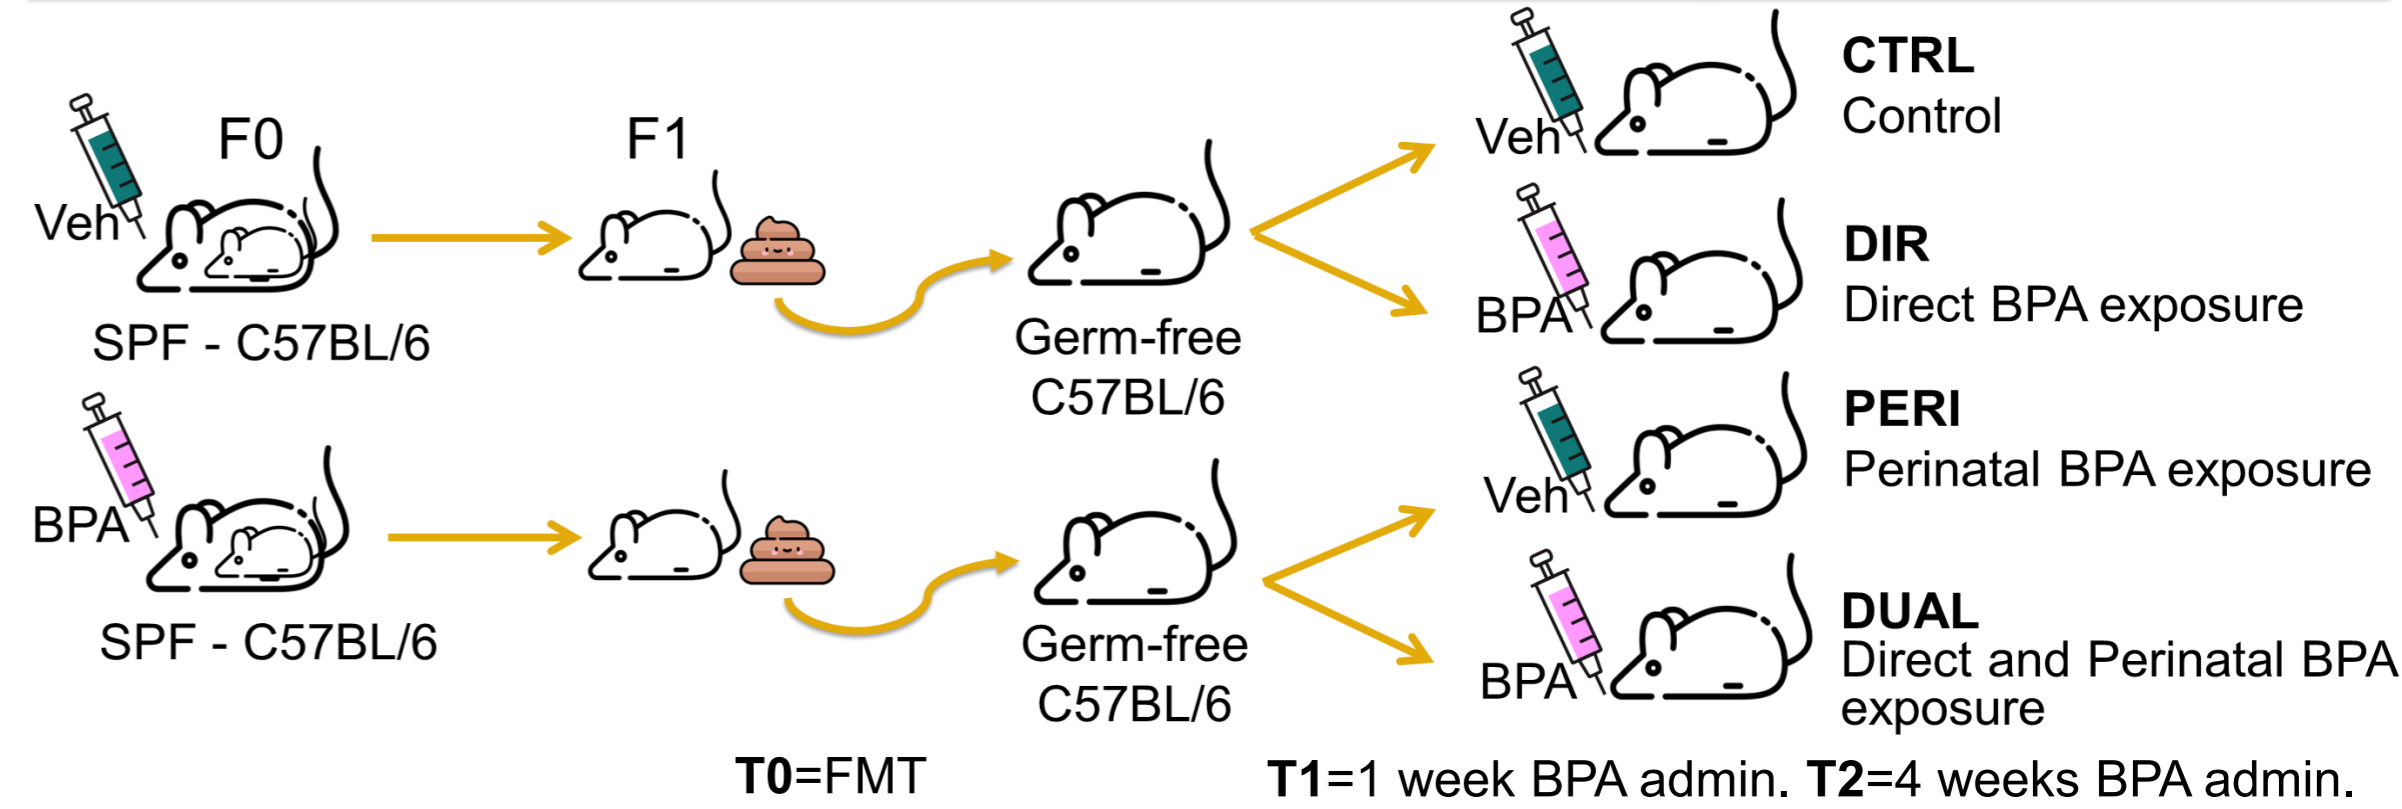 F0
F1
Veh
SPF - C57BL/6
Germ-free
C57BL/6
Veh
CTRL
Control
BPA
DIR
Direct BPA exposure
BPA
SPF - C57BL/6
Germ-free
C57BL/6
Veh
PERI
Perinatal BPA exposure
BPA
DUAL
Direct and Perinatal BPA
exposure
T0=FMT
T1=1 week BPA admin, T2=4 weeks BPA admin,